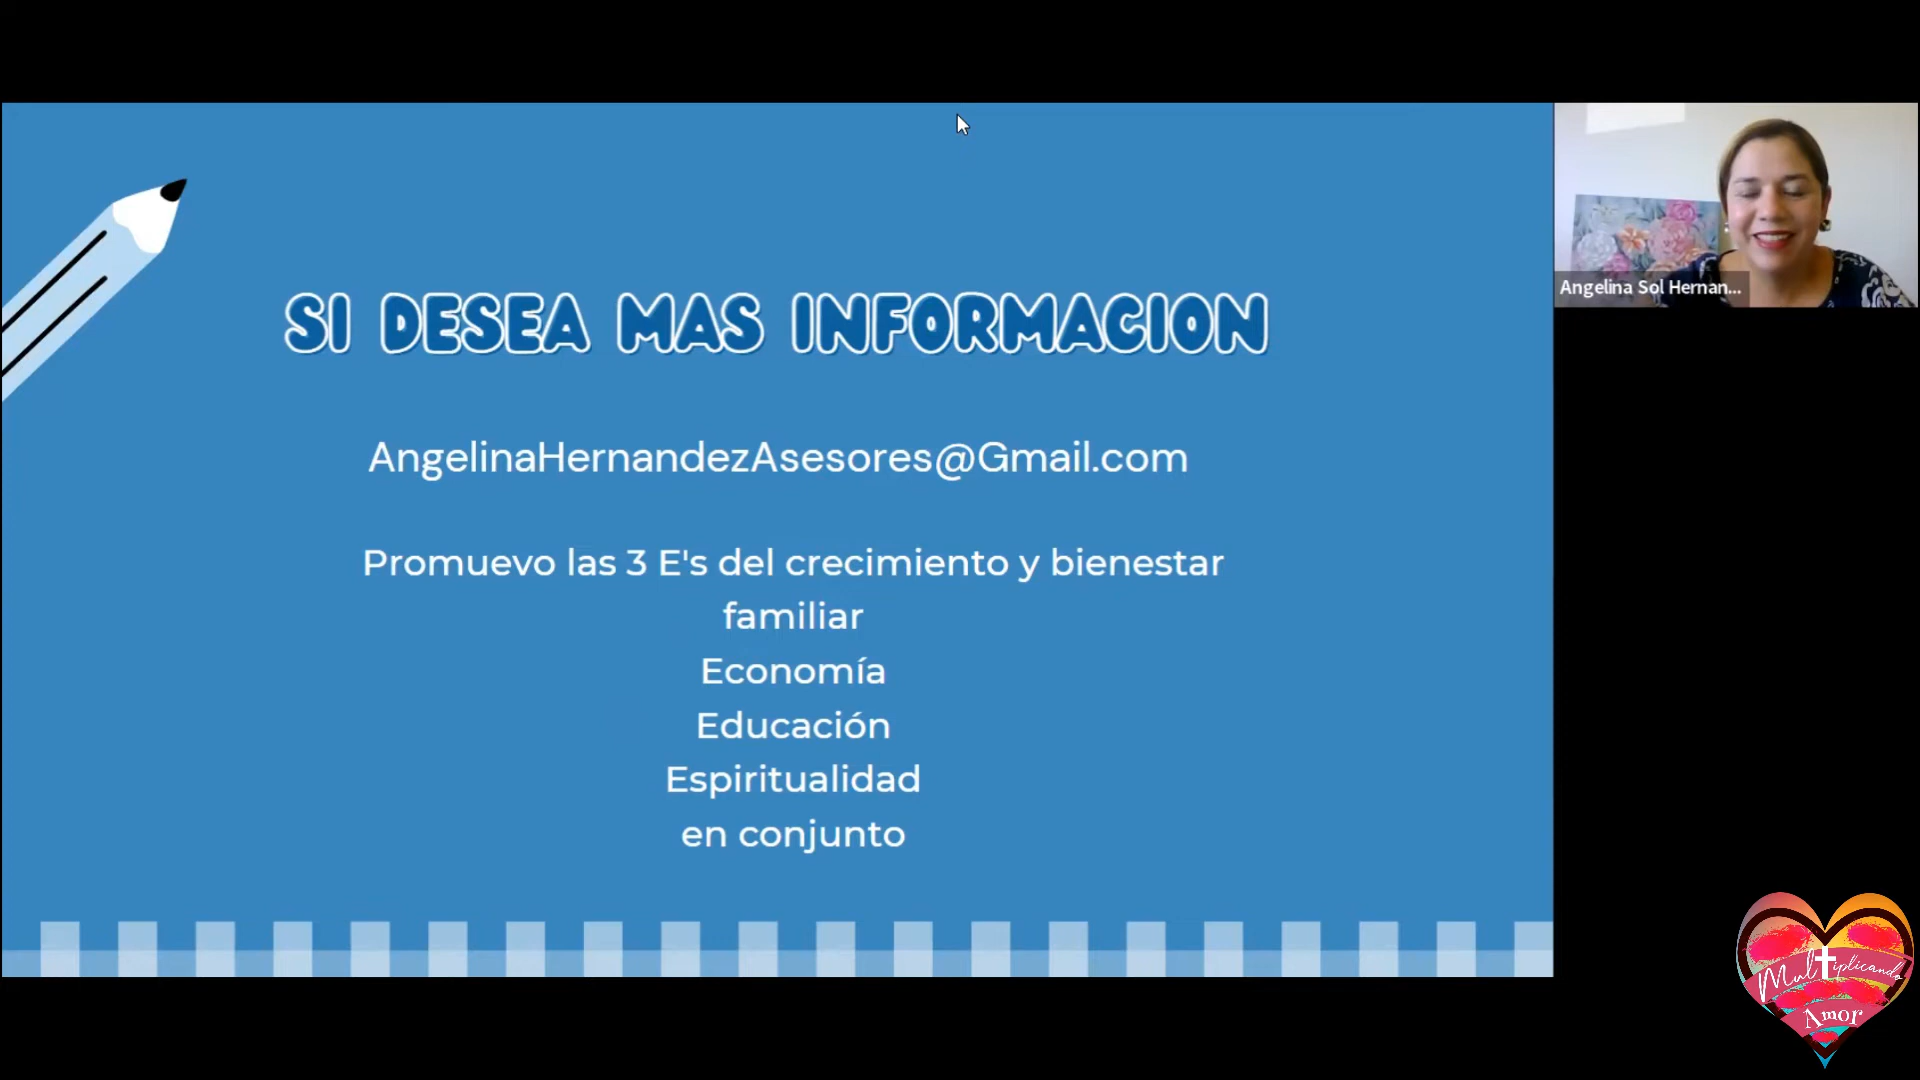 SI DESEA MAS INFORMACION
AngelinaHernandezAsesores@Gmail.com
Promuevo las 3 E's del crecimiento y bienestar
familiar
Economía
Educación
Espiritualidad
en conjunto
Angelina Sol Hernan...
Multiplicando
Amor